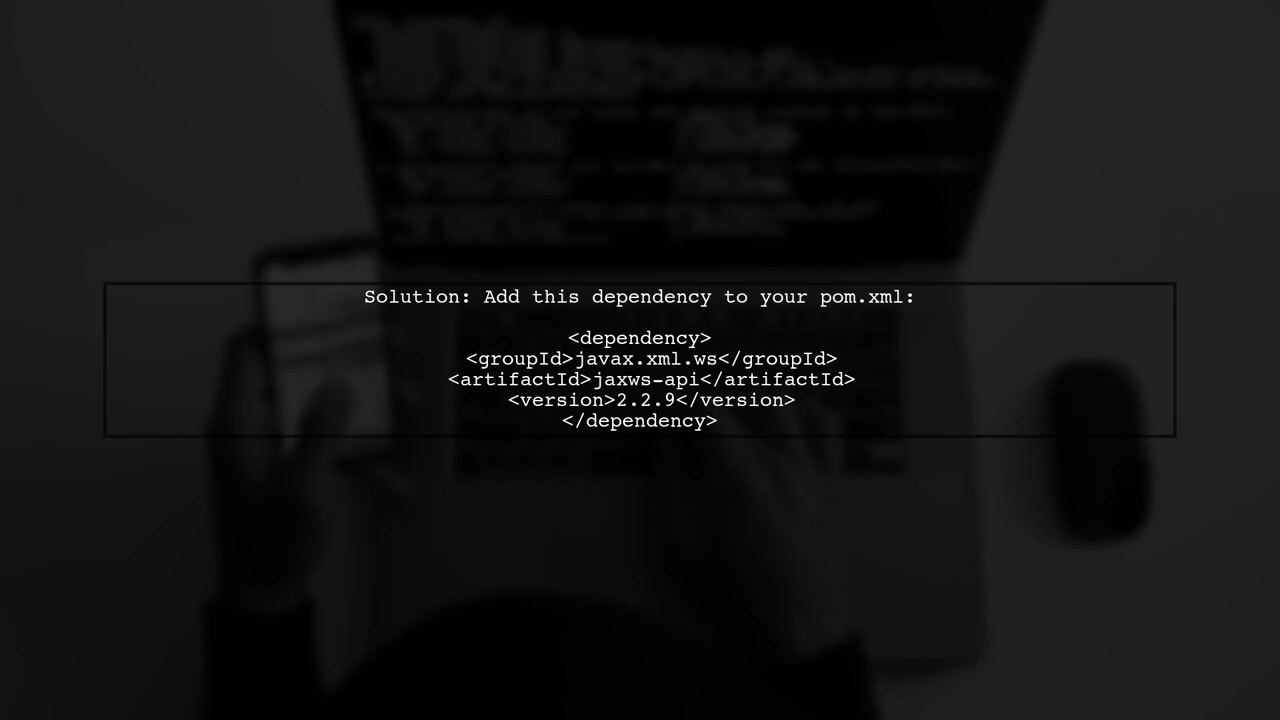 Solution: Add this dependency to your pom.xml:
<dependency>
<groupId>javax.xml.ws</groupId>
<artifactId>jaxws-api</artifactId>
<version>2.2.9</version>
</dependency>